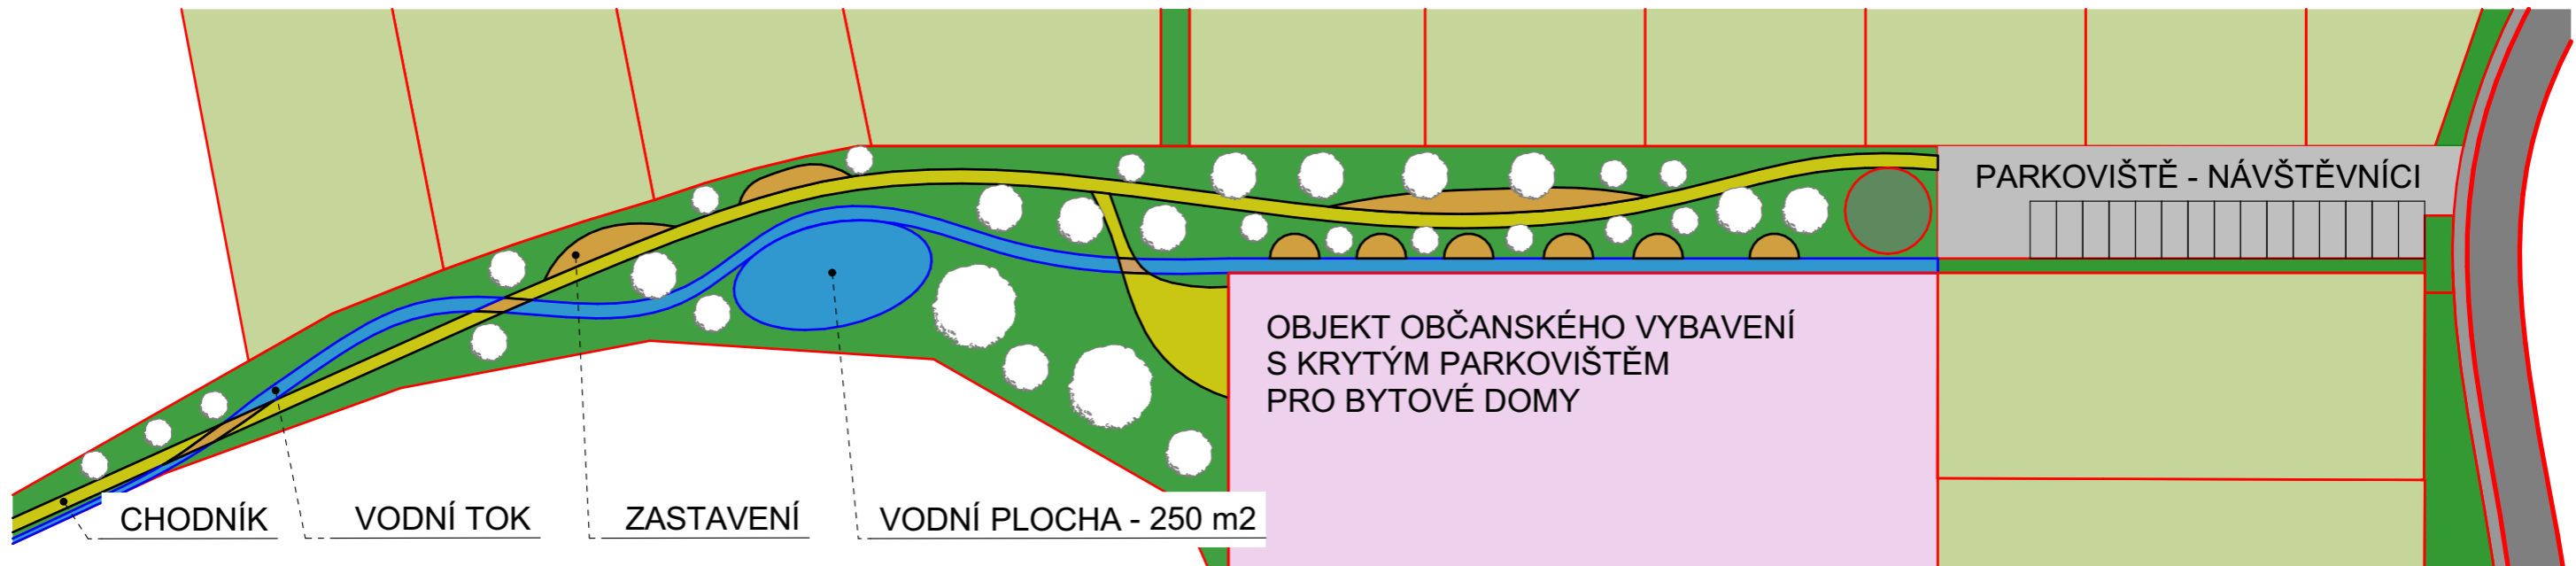 PARKOVIŠTĚ - NÁVŠTĚVNÍCI
OBJEKT OBČANSKÉHO VYBAVENÍ
S KRYTÝM PARKOVIŠTĚM
PRO BYTOVÉ DOMY
CHODNÍK
VODNÍ TOK
ZASTAVENÍ
VODNÍ PLOCHA - 250 m2